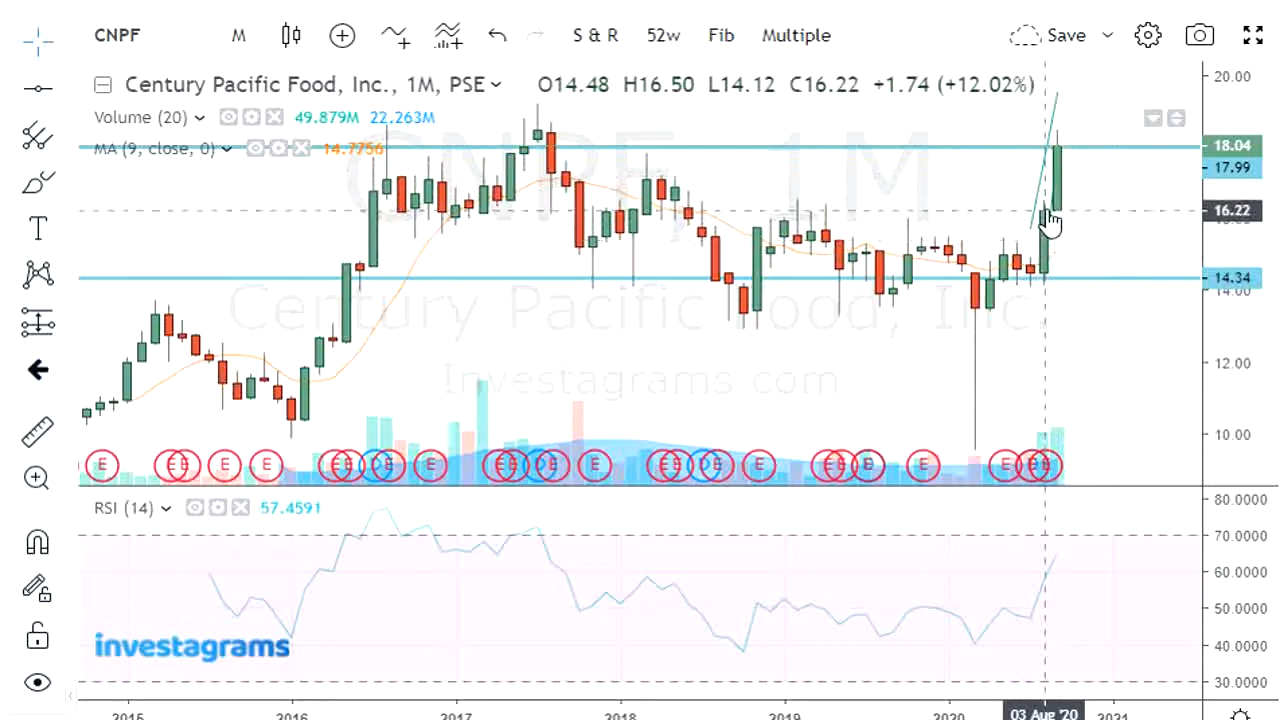 CNPF M S & R 52w Fib Multiple Save
Century Pacific Food, Inc., 1M, PSE O14.48 H16.50 L14.12 C16.22 +1.74 (+12.02%)
Volume (20) 49.879M 22.263M
MA (9, close, 0) 14.7756
CNPF, 1M
Century Pacific Food, Inc.
Investagrams.com
20.00
18.04
17.99
16.22
14.34
14.00
12.00
10.00
E E E E E E E E D E E E E D E E E E D E E E E D E E D E
RSI (14) 57.4591
80.0000
70.0000
60.0000
50.0000
40.0000
30.0000
investagrams
2015 2016 2017 2018 2019 2020 03 Aug '20 2021